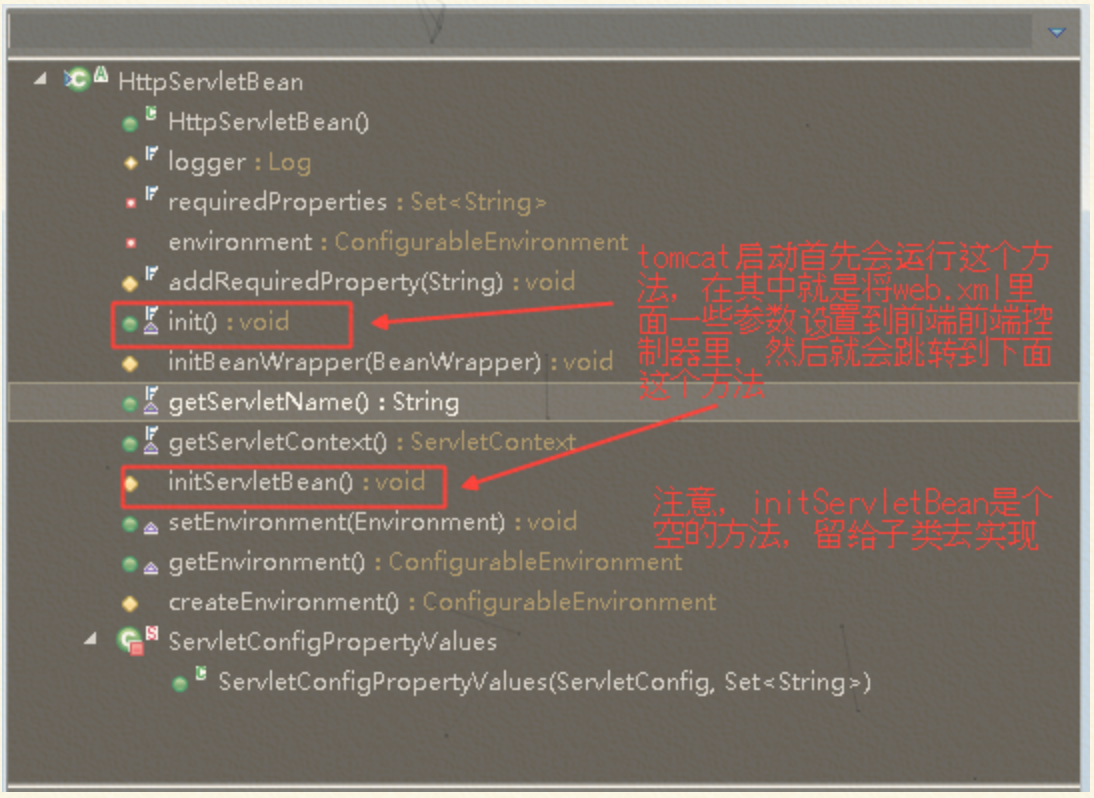 HttpServletBean
HttpServletBean()
logger : Log
requiredProperties : Set<String>
environment : ConfigurableEnvironment
addRequiredProperty(String) : void
init() : void
initBeanWrapper(BeanWrapper) : void
getServletName() : String
getServletContext() : ServletContext
initServletBean() : void
setEnvironment(Environment) : void
getEnvironment() : ConfigurableEnvironment
createEnvironment() : ConfigurableEnvironment
ServletConfigPropertyValues
ServletConfigPropertyValues(ServletConfig, Set<String>)
tomcat启动首先会运行这个方
法，在其中就是将web.xml里
面一些参数设置到前端前端控
制器里，然后就会跳转到下面
这个方法
注意，initServletBean是个
空的方法，留给子类去实现